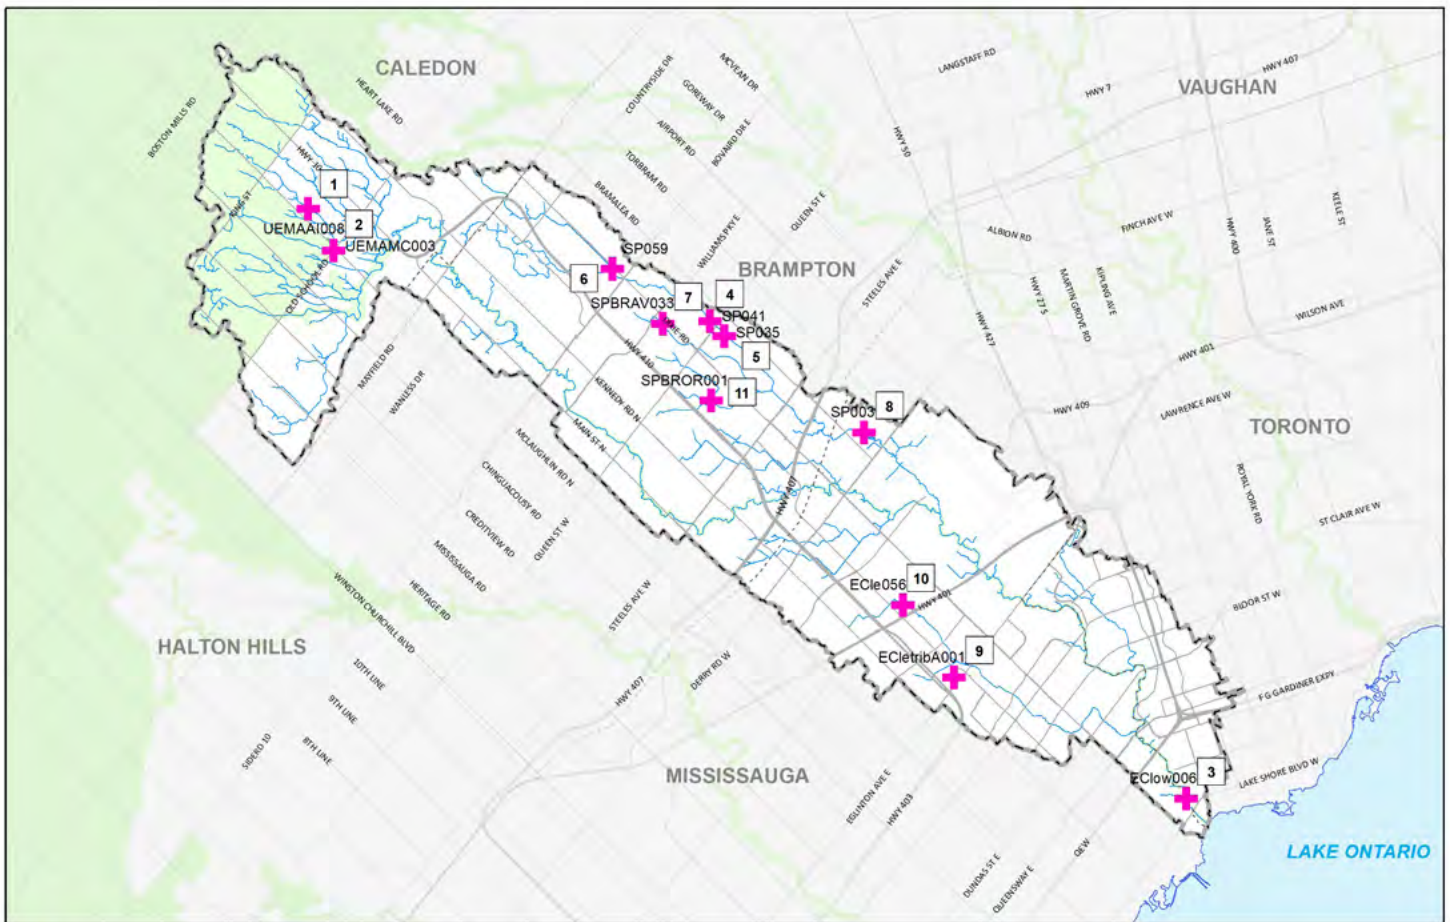 CALEDON
VAUGHAN
BRAMPTON
TORONTO
HALTON HILLS
MISSISSAUGA
LAKE ONTARIO
BOSTON MILLS RD
HEART LAKE RD
KING ST
OLD SCHOOL RD
MAYFIELD RD
WANLESS DR
COUNTRYSIDE DR
MCVEAN DR
GOREWAY DR
AIRPORT RD
BOVAIRD DR E
TORBRAM RD
BRAMALEA RD
WILLIAMS PKY E
QUEEN ST E
LANGSTAFF RD
HWY 7
HWY 407
HWY 50
ALBION RD
FINCH AVE W
KEELE ST
JANE ST
HWY 400
KIPLING AVE
MARTIN GROVE RD
HWY 27 S
HWY 427
WILSON AVE
HWY 401
STEELES AVE E
HWY 409
LAWRENCE AVE W
ROYAL YORK RD
ST CLAIR AVE W
BLOOR ST W
F G GARDINER EXPY
LAKE SHORE BLVD W
HWY 410
KENNEDY RD N
MAIN ST N
MCLAUGHLIN RD N
CHINGUACOUSY RD
CREDITVIEW RD
QUEEN ST W
MISSISSAUGA RD
HERITAGE RD
WINSTON CHURCHILL BLVD
10TH LINE
9TH LINE
8TH LINE
SIDERD 10
STEELES AVE W
HWY 407
DERRY RD W
HWY 407
HWY 401
EGLINTON AVE E
HWY 403
DUNDAS ST E
QUEENSWAY E
QEW
1
UEMAAI008
2
UEMAMC003
SP059
6
SPBRAV033
7
4
SP041
SP035
5
SPBROR001
11
SP003
8
ECle056
10
ECletribA001
9
EClow006
3